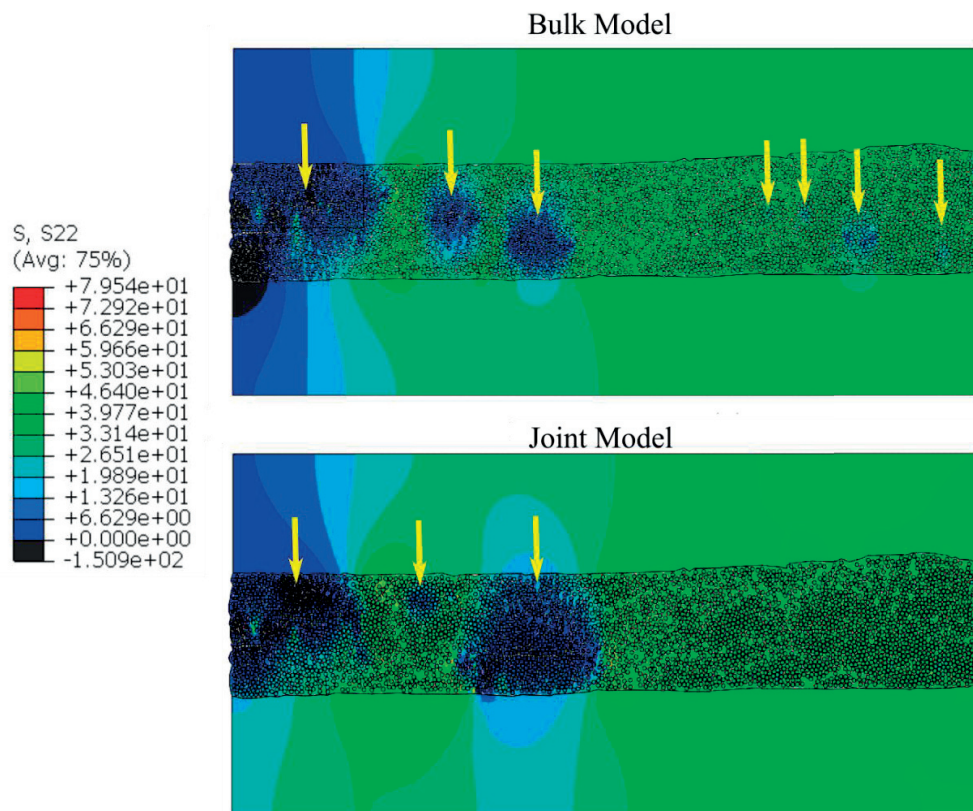 Bulk Model
S, S22
(Avg: 75%)
+7.954e+01
+7.292e+01
+6.629e+01
+5.966e+01
+5.303e+01
+4.640e+01
+3.977e+01
+3.314e+01
+2.651e+01
+1.989e+01
+1.326e+01
+6.629e+00
+0.000e+00
-1.509e+02
Joint Model